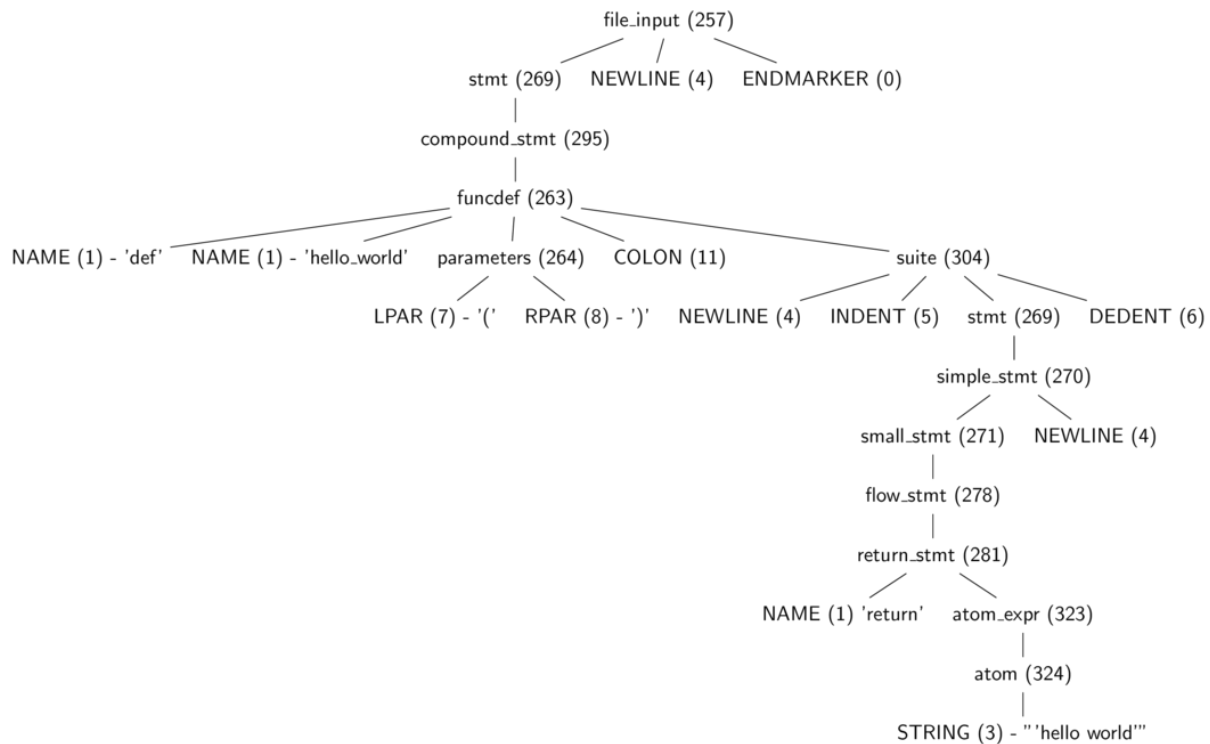 file_input (257)
stmt (269) NEWLINE (4) ENDMARKER (0)
compound_stmt (295)
funcdef (263)
NAME (1) - 'def' NAME (1) - 'hello_world' parameters (264) COLON (11) suite (304)
LPAR (7) - '(' RPAR (8) - ')' NEWLINE (4) INDENT (5) stmt (269) DEDENT (6)
simple_stmt (270)
small_stmt (271) NEWLINE (4)
flow_stmt (278)
return_stmt (281)
NAME (1) 'return' atom_expr (323)
atom (324)
STRING (3) - "'hello world'"